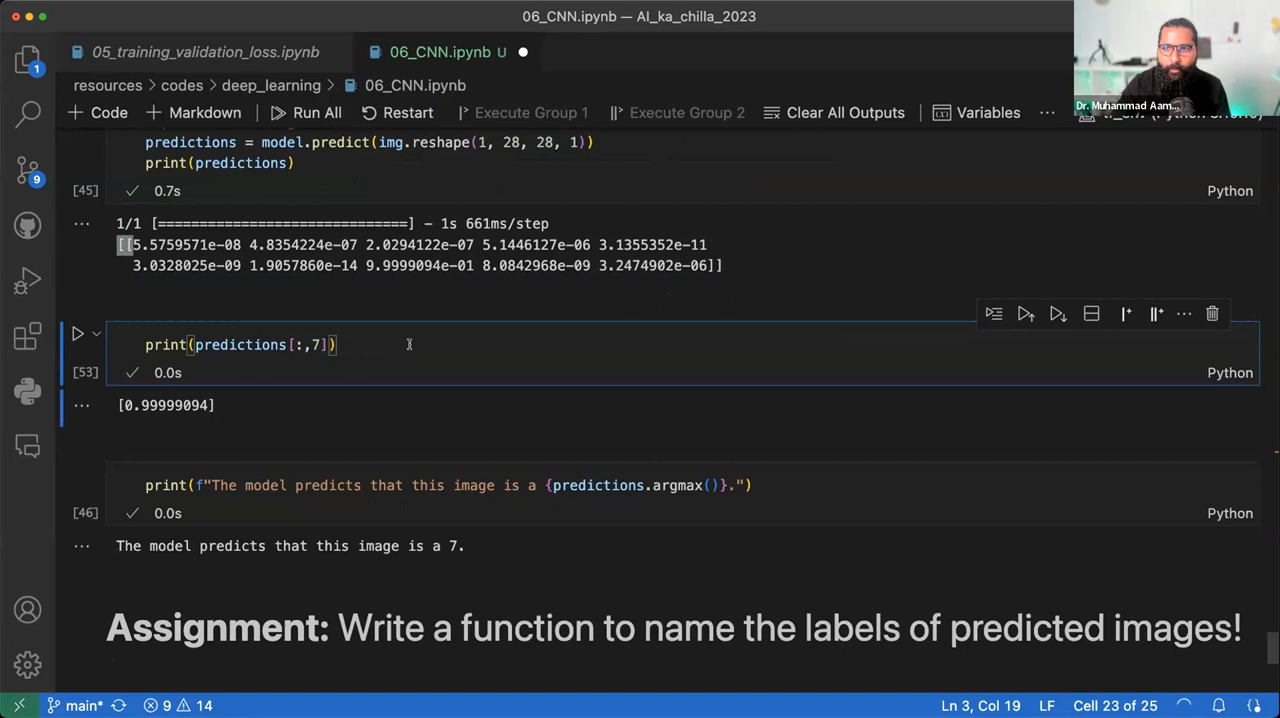 06_CNN.ipynb — AI_ka_chilla_2023
05_training_validation_loss.ipynb
06_CNN.ipynb U
resources > codes > deep_learning > 06_CNN.ipynb
+ Code + Markdown Run All Restart Execute Group 1 Execute Group 2 Clear All Outputs Variables ...
Dr. Muhammad Aam...
predictions = model.predict(img.reshape(1, 28, 28, 1))
print(predictions)
[45] 0.7s Python
1/1 [==============================] – 1s 661ms/step
[[5.5759571e-08 4.8354224e-07 2.0294122e-07 5.1446127e-06 3.1355352e-11
3.0328025e-09 1.9057860e-14 9.9999094e-01 8.0842968e-09 3.2474902e-06]]
print(predictions[:,7])
[53] 0.0s Python
[0.99999094]
print(f"The model predicts that this image is a {predictions.argmax()}.")
[46] 0.0s Python
The model predicts that this image is a 7.
Assignment: Write a function to name the labels of predicted images!
1
9
main* 9 14 Ln 3, Col 19 LF Cell 23 of 25